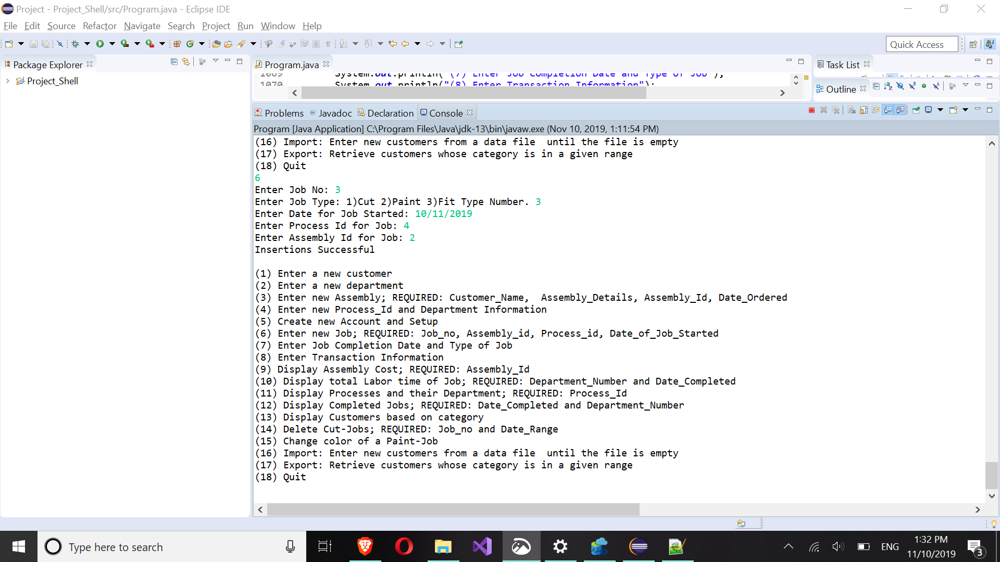 Project - Project_Shell/src/Program.java - Eclipse IDE
File Edit Source Refactor Navigate Search Project Run Window Help
Quick Access
Package Explorer
Project_Shell
Program.java
1069 System.out.println("(7) Enter Job Completion Date and Type of Job");
1070 System.out.println("(8) Enter Transaction Information");
Task List
Outline
Problems @ Javadoc Declaration Console
Program [Java Application] C:\Program Files\Java\jdk-13\bin\javaw.exe (Nov 10, 2019, 1:11:54 PM)
(16) Import: Enter new customers from a data file  until the file is empty
(17) Export: Retrieve customers whose category is in a given range
(18) Quit
6
Enter Job No: 3
Enter Job Type: 1)Cut 2)Paint 3)Fit Type Number. 3
Enter Date for Job Started: 10/11/2019
Enter Process Id for Job: 4
Enter Assembly Id for Job: 2
Insertions Successful
(1) Enter a new customer
(2) Enter a new department
(3) Enter new Assembly; REQUIRED: Customer_Name,  Assembly_Details, Assembly_Id, Date_Ordered
(4) Enter new Process_Id and Department Information
(5) Create new Account and Setup
(6) Enter new Job; REQUIRED: Job_no, Assembly_id, Process_id, Date_of_Job_Started
(7) Enter Job Completion Date and Type of Job
(8) Enter Transaction Information
(9) Display Assembly Cost; REQUIRED: Assembly_Id
(10) Display total Labor time of Job; REQUIRED: Department_Number and Date_Completed
(11) Display Processes and their Department; REQUIRED: Process_Id
(12) Display Completed Jobs; REQUIRED: Date_Completed and Department_Number
(13) Display Customers based on category
(14) Delete Cut-Jobs; REQUIRED: Job_no and Date_Range
(15) Change color of a Paint-Job
(16) Import: Enter new customers from a data file  until the file is empty
(17) Export: Retrieve customers whose category is in a given range
(18) Quit
Type here to search
ENG
1:32 PM
11/10/2019
3